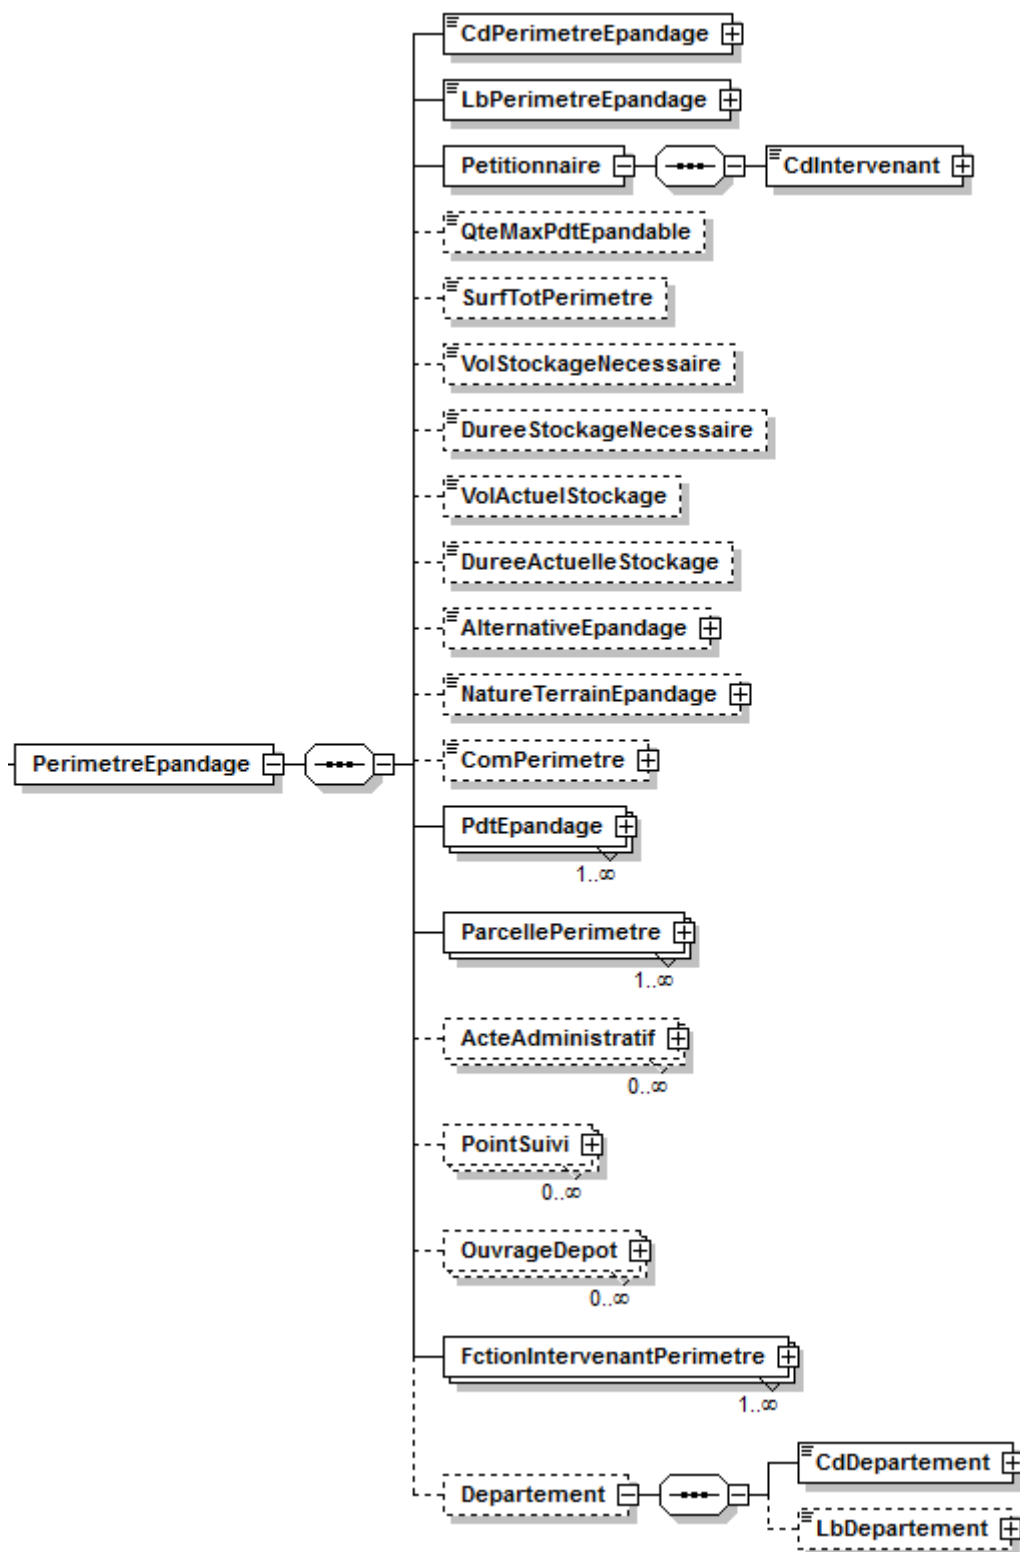 CdPerimetreEpandage
LbPerimetreEpandage
Petitionnaire CdIntervenant
QteMaxPdtEpandable
SurfTotPerimetre
VolStockageNecessaire
DureeStockageNecessaire
VolActuelStockage
DureeActuelleStockage
AlternativeEpandage
NatureTerrainEpandage
ComPerimetre
PerimetreEpandage
PdtEpandage
1..∞
ParcellePerimetre
1..∞
ActeAdministratif
0..∞
PointSuivi
0..∞
OuvrageDepot
0..∞
FctionIntervenantPerimetre
1..∞
CdDepartement
Departement
LbDepartement